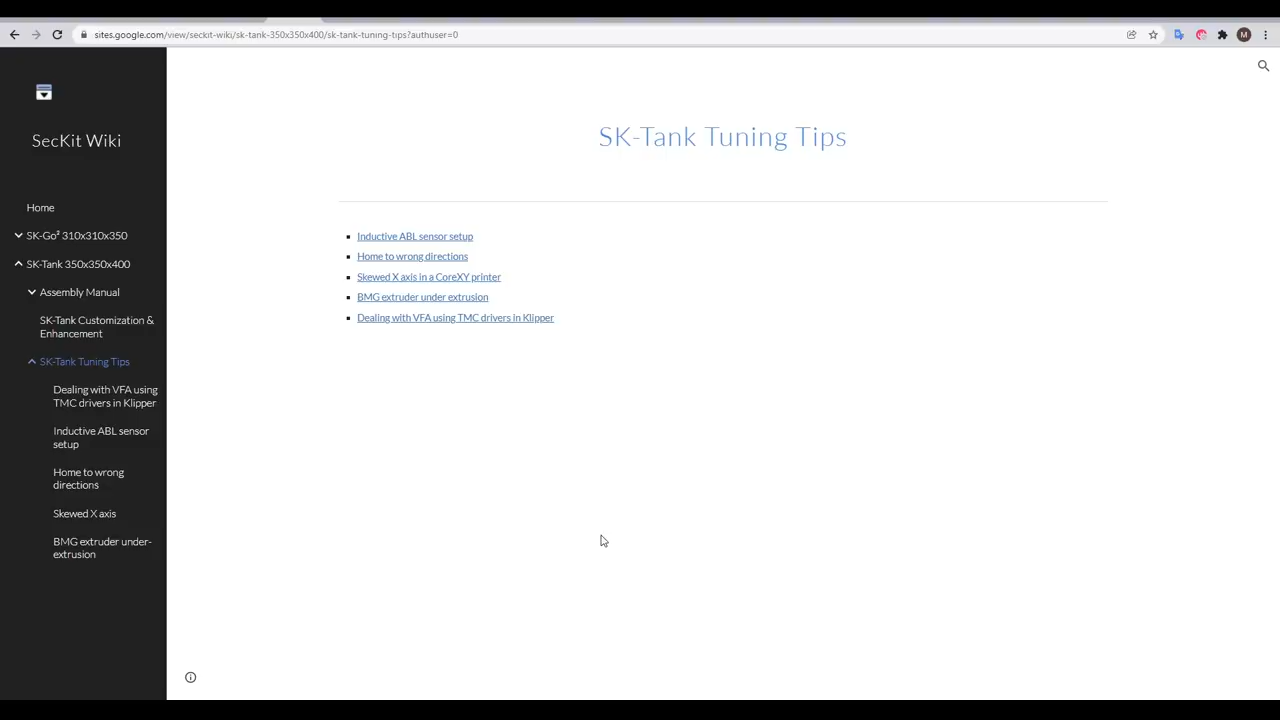 sites.google.com/view/seckit-wiki/sk-tank-350x350x400/sk-tank-tuning-tips?authuser=0
M
SecKit Wiki
Home
SK-Go² 310x310x350
SK-Tank 350x350x400
Assembly Manual
SK-Tank Customization &
Enhancement
SK-Tank Tuning Tips
Dealing with VFA using
TMC drivers in Klipper
Inductive ABL sensor
setup
Home to wrong
directions
Skewed X axis
BMG extruder under-
extrusion
SK-Tank Tuning Tips
Inductive ABL sensor setup
Home to wrong directions
Skewed X axis in a CoreXY printer
BMG extruder under extrusion
Dealing with VFA using TMC drivers in Klipper